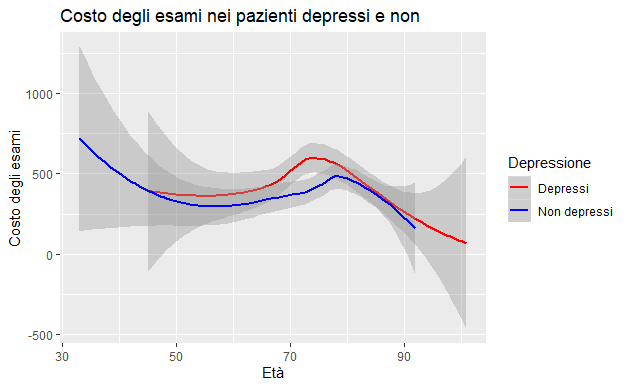 Costo degli esami nei pazienti depressi e non
Costo degli esami
1000
500
0
-500
30
50
70
90
Età
Depressione
Depressi
Non depressi